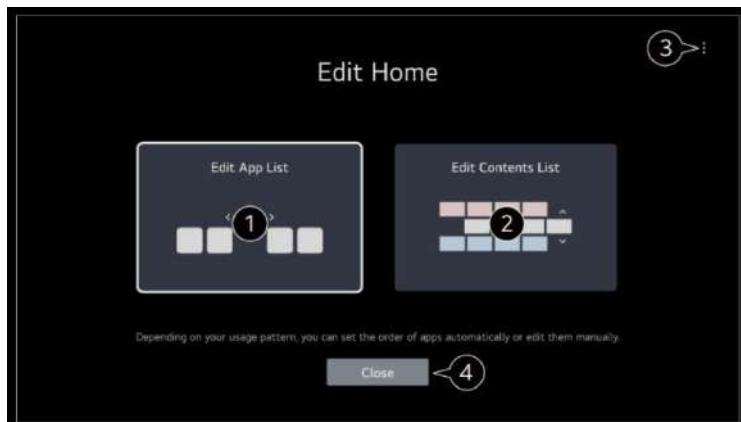 3
Edit Home
Edit App List
Edit Contents List
1
2
Depending on your usage pattern, you can set the order of apps automatically or edit them manually.
Close
4